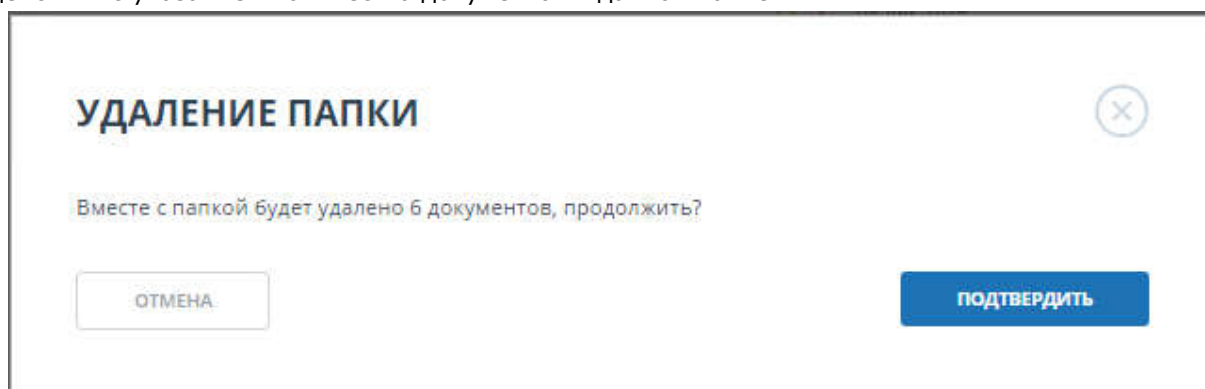 УДАЛЕНИЕ ПАПКИ
Вместе с папкой будет удалено 6 документов, продолжить?
ОТМЕНА
ПОДТВЕРДИТЬ